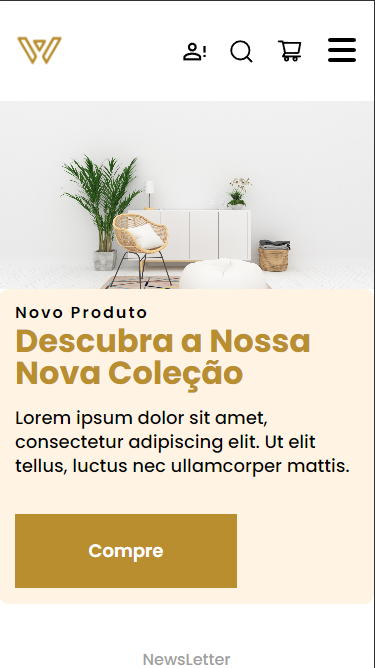 Novo Produto
Descubra a Nossa
Nova Coleção
Lorem ipsum dolor sit amet,
consectetur adipiscing elit. Ut elit
tellus, luctus nec ullamcorper mattis.
Compre
NewsLetter